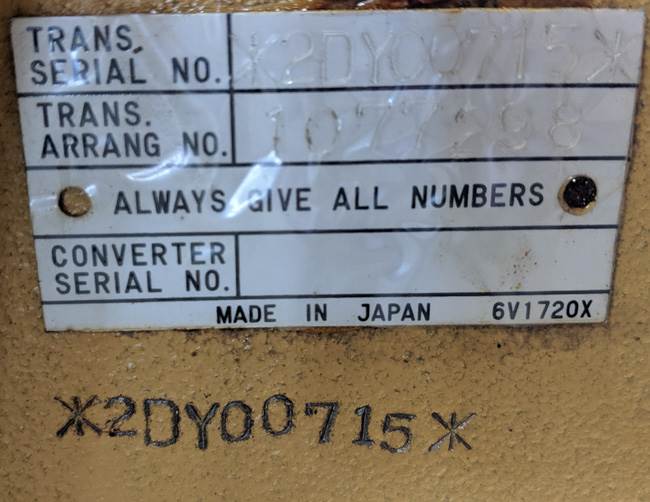 TRANS. SERIAL NO. *2DY00715*
TRANS. ARRANG NO. 1077298
ALWAYS GIVE ALL NUMBERS
CONVERTER SERIAL NO.
MADE IN JAPAN 6V1720X
*2DY00715*